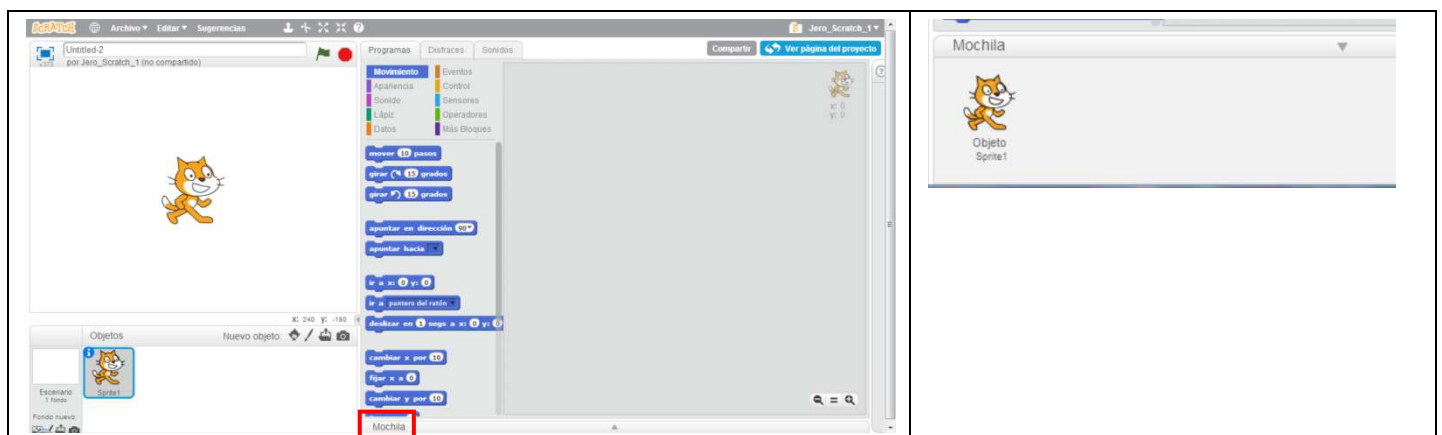 SCRATCH Archivo Editar Sugerencias Jero_Scratch_1
Untitled-2
por Jero_Scratch_1 (no compartido)
Programas Disfraces Sonidos
Compartir Ver página del proyecto
Movimiento Eventos
Apariencia Control
Sonido Sensores
Lápiz Operadores
Datos Más Bloques
x: 0
y: 0
mover 10 pasos
girar 15 grados
girar 15 grados
apuntar en dirección 90
apuntar hacia
ir a x: 0 y: 0
ir a puntero del ratón
deslizar en 1 segs a x: 0 y: 0
cambiar x por 10
fijar x a 0
cambiar y por 10
X: 240 y: -180
Objetos Nuevo objeto:
Escenario
1 fondo
Sprite1
Fondo nuevo:
Mochila
Mochila
Objeto
Sprite1